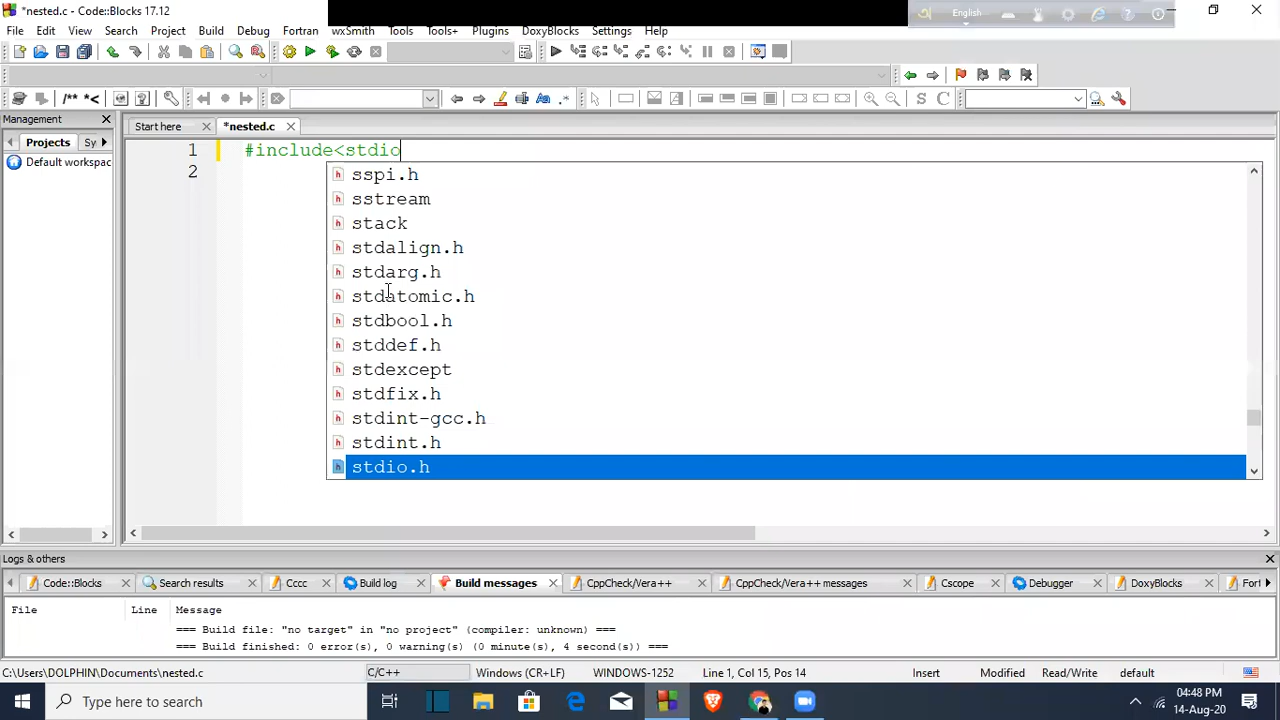 *nested.c - Code::Blocks 17.12
English
File Edit View Search Project Build Debug Fortran wxSmith Tools Tools+ Plugins DoxyBlocks Settings Help
/** *<
S C
Management
Start here *nested.c
Projects Sy
Default workspac
1 #include<stdio
2
sspi.h
sstream
stack
stdalign.h
stdarg.h
stdatomic.h
stdbool.h
stddef.h
stdexcept
stdfix.h
stdint-gcc.h
stdint.h
stdio.h
Logs & others
Code::Blocks Search results Cccc Build log Build messages CppCheck/Vera++ CppCheck/Vera++ messages Cscope Debugger DoxyBlocks Fort
File Line Message
=== Build file: "no target" in "no project" (compiler: unknown) ===
=== Build finished: 0 error(s), 0 warning(s) (0 minute(s), 4 second(s)) ===
C:\Users\DOLPHIN\Documents\nested.c C/C++ Windows (CR+LF) WINDOWS-1252 Line 1, Col 15, Pos 14 Insert Modified Read/Write default
Type here to search
04:48 PM
14-Aug-20